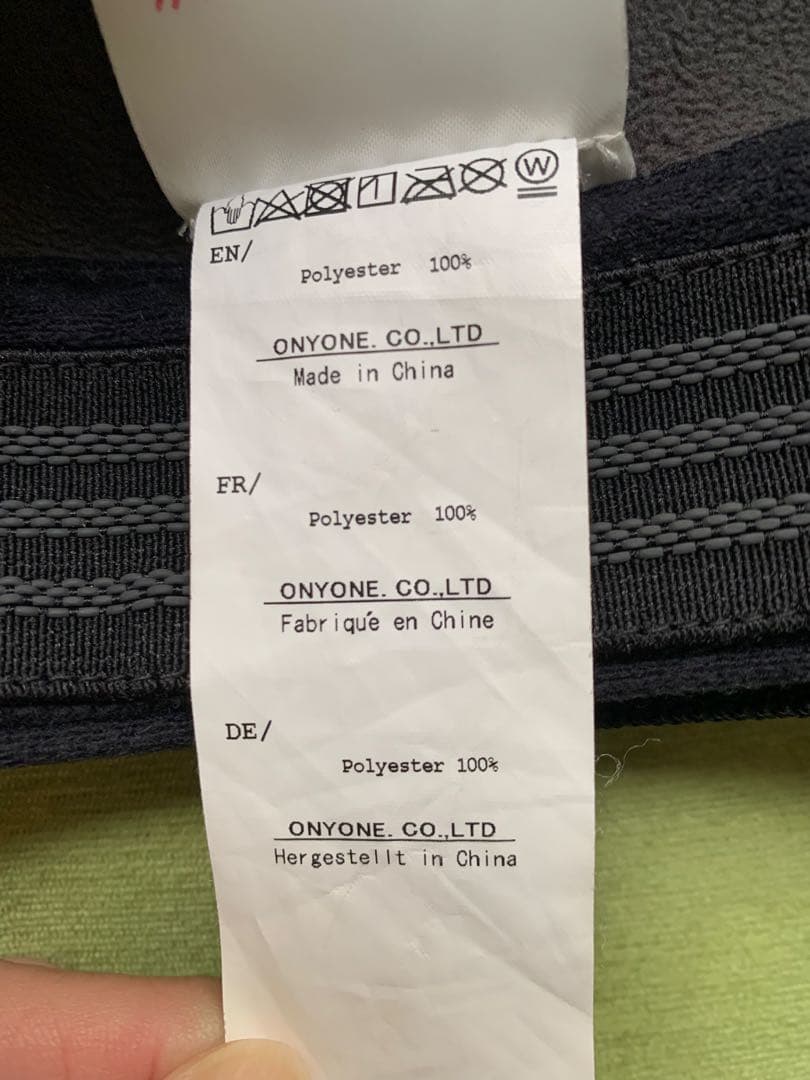 W
EN/
Polyester 100%
ONYONE. CO.,LTD
Made in China
FR/
Polyester 100%
ONYONE. CO.,LTD
Fabriqué en Chine
DE/
Polyester 100%
ONYONE. CO.,LTD
Hergestellt in China